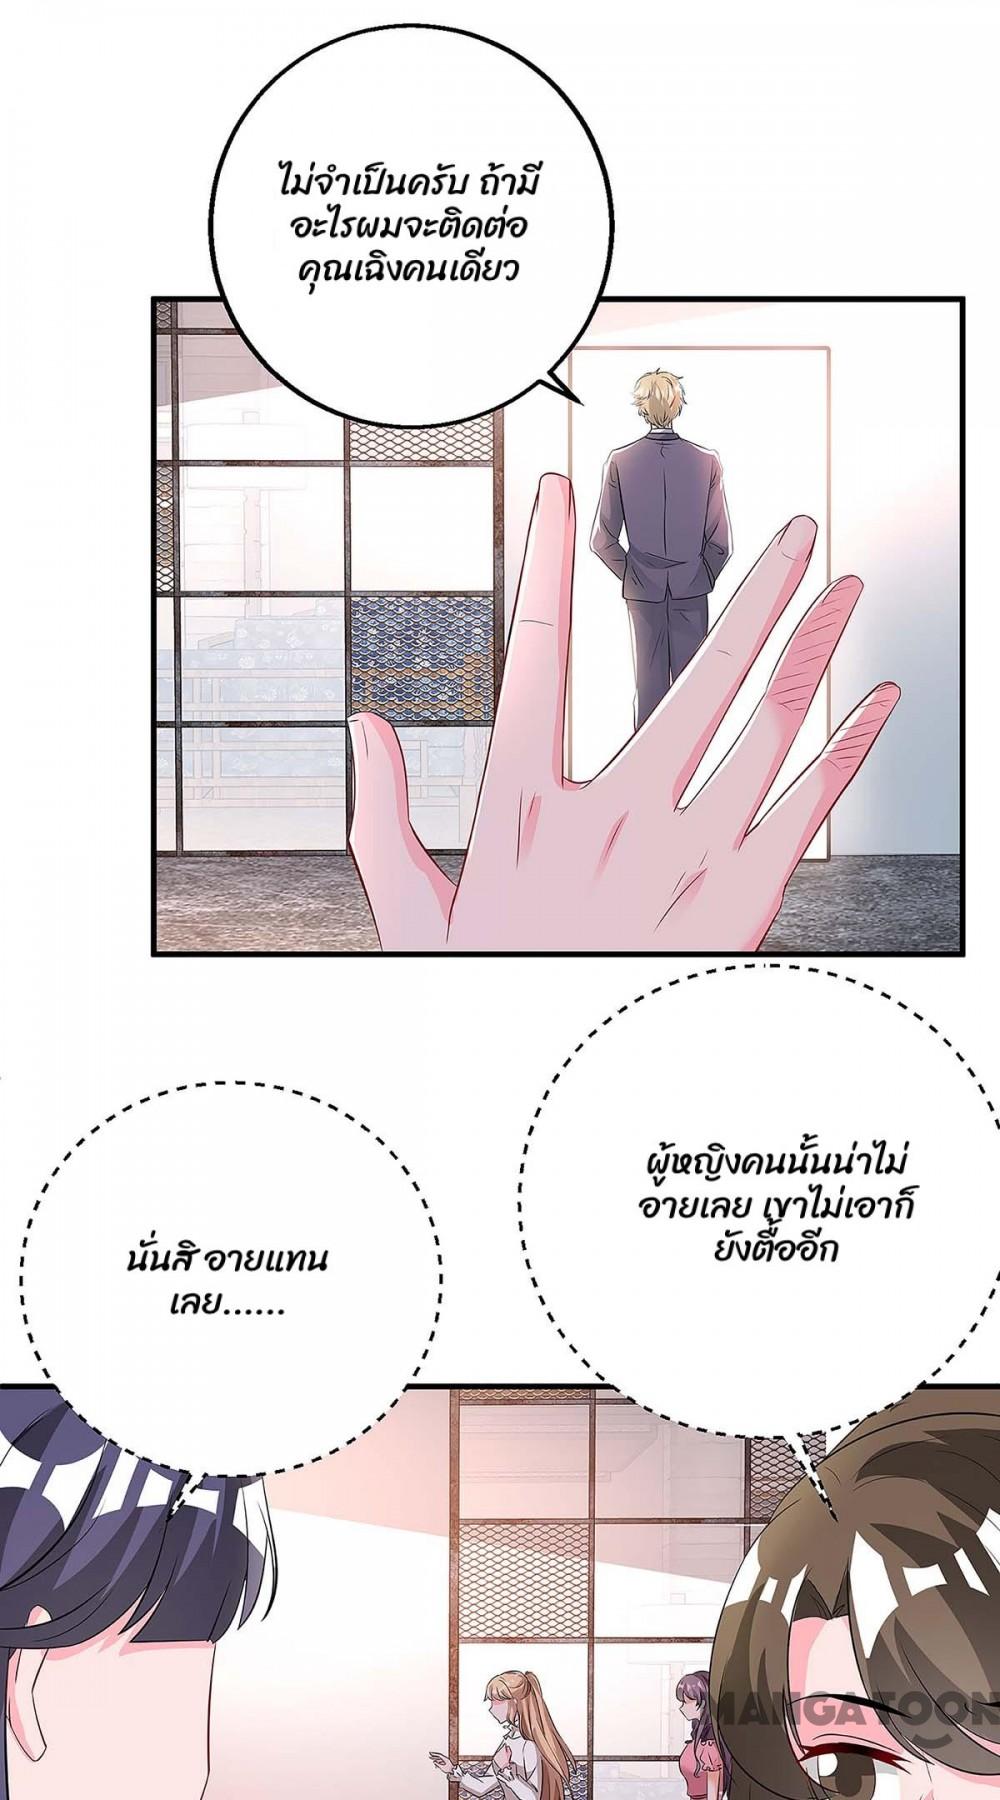 ไม่จำเป็นครับ ถ้ามี
อะไรผมจะติดต่อ
คุณเฉิงคนเดียว
ผู้หญิงคนนั้นน่าไม่
อายเลย เขาไม่เอาก็
ยังตื้ออีก
นั่นสิ อายแทน
เลย......
MANGATOON